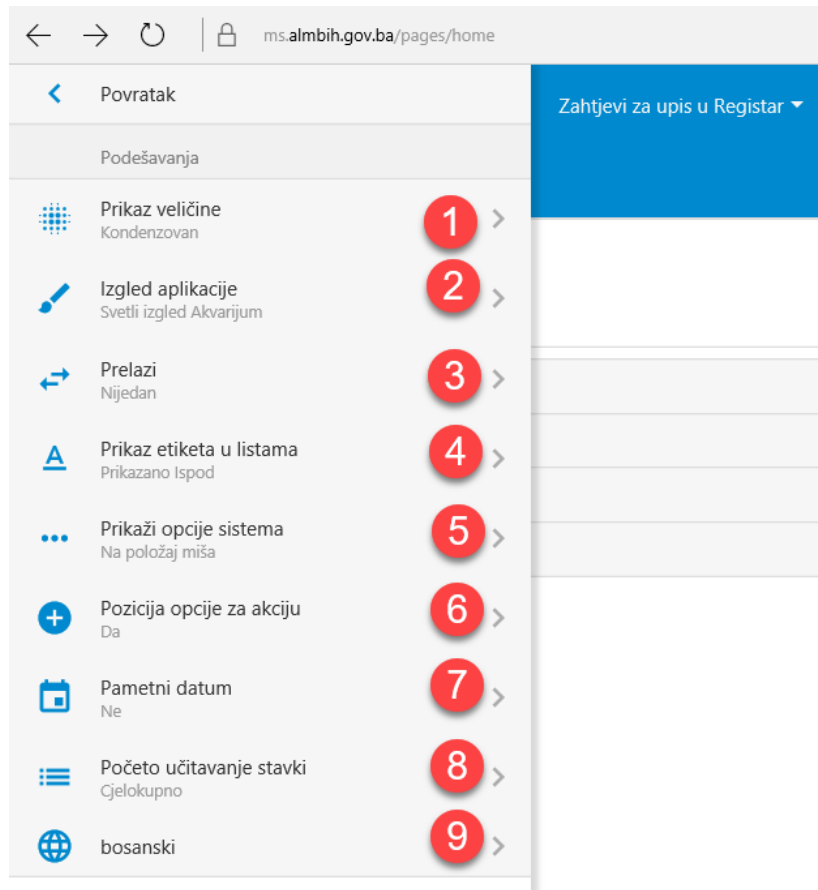 ms.almbih.gov.ba/pages/home
Povratak
Zahtjevi za upis u Registar
Podešavanja
Prikaz veličine
Kondenzovan
1
Izgled aplikacije
Svetli izgled Akvarijum
2
Prelazi
Nijedan
3
Prikaz etiketa u listama
Prikazano Ispod
4
Prikaži opcije sistema
Na položaj miša
5
Pozicija opcije za akciju
Da
6
Pametni datum
Ne
7
Početo učitavanje stavki
Cjelokupno
8
bosanski
9